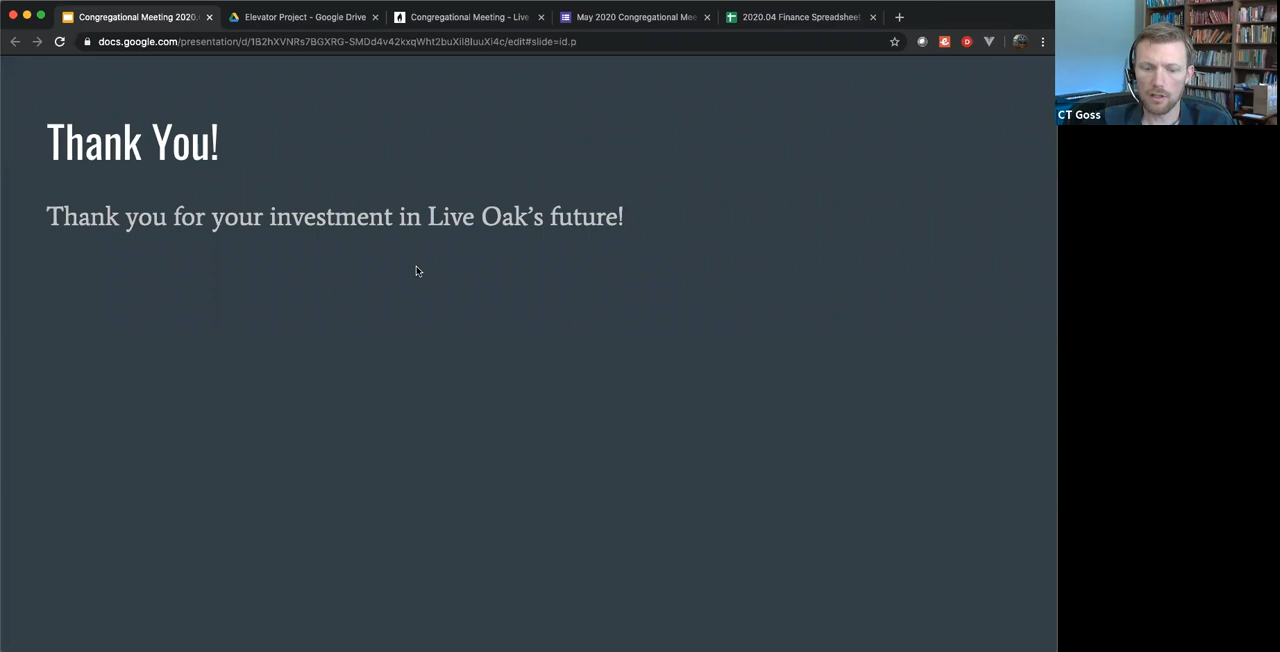 Congregational Meeting 2020.
Elevator Project - Google Drive
Congregational Meeting - Live
May 2020 Congregational Mee
2020.04 Finance Spreadsheet
docs.google.com/presentation/d/1B2hXVNRs7BGXRG-SMDd4v42kxqWht2buXil8IuuXi4c/edit#slide=id.p
CT Goss
Thank You!
Thank you for your investment in Live Oak's future!